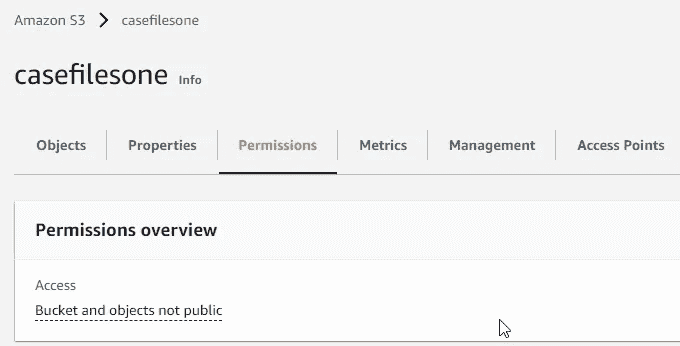 Amazon S3 > casefilesone
casefilesone Info
Objects Properties Permissions Metrics Management Access Points
Permissions overview
Access
Bucket and objects not public